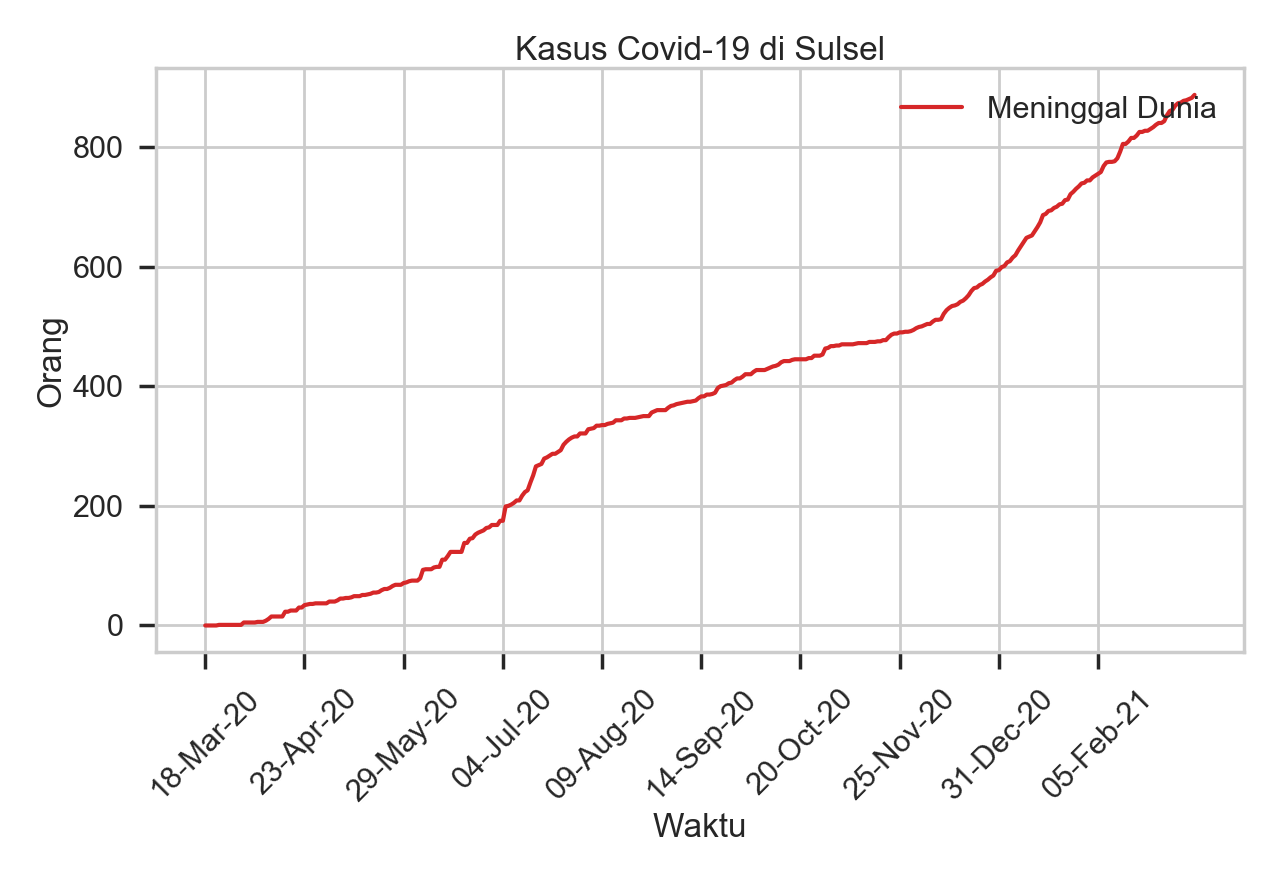 Kasus Covid-19 di Sulsel
Meninggal Dunia
Orang
800
600
400
200
0
18-Mar-20
23-Apr-20
29-May-20
04-Jul-20
09-Aug-20
14-Sep-20
20-Oct-20
25-Nov-20
31-Dec-20
05-Feb-21
Waktu